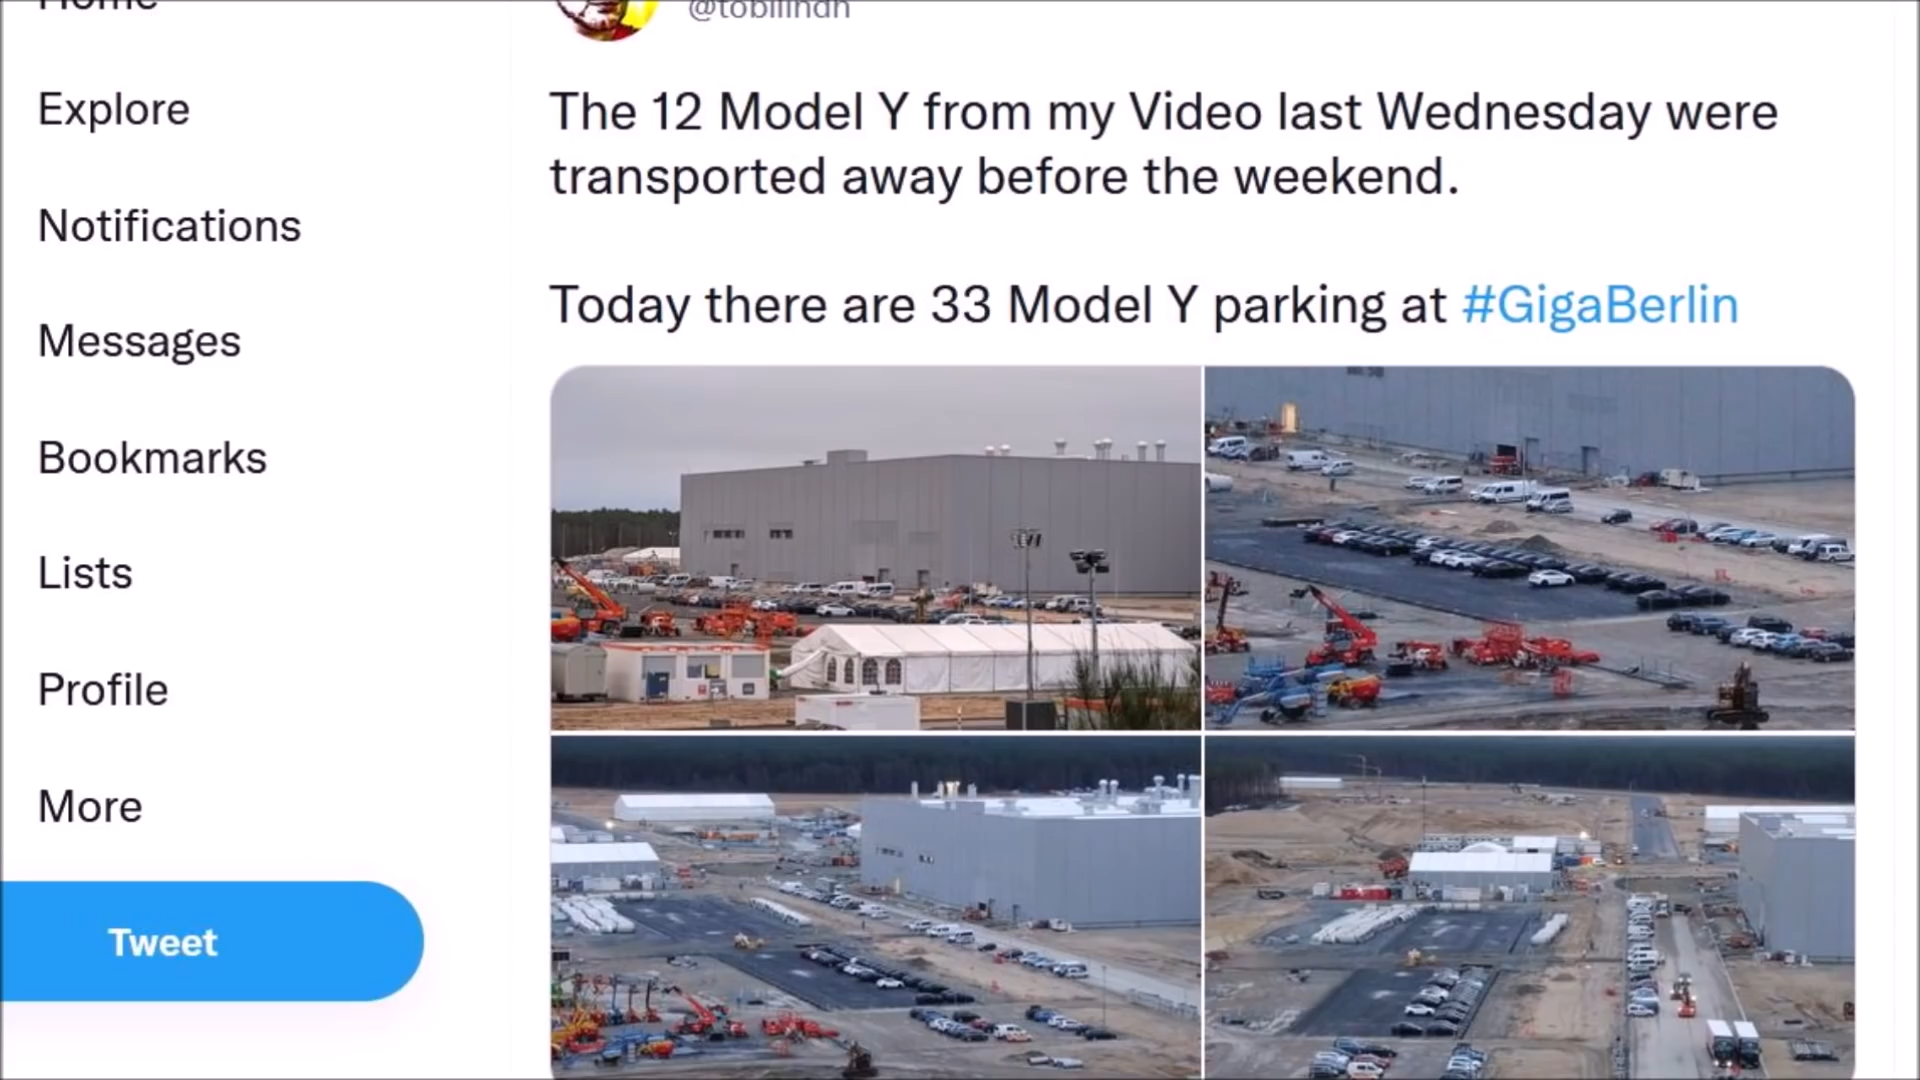 Home
@tobilindh
Explore
Notifications
Messages
Bookmarks
Lists
Profile
More
Tweet
The 12 Model Y from my Video last Wednesday were
transported away before the weekend.
Today there are 33 Model Y parking at #GigaBerlin